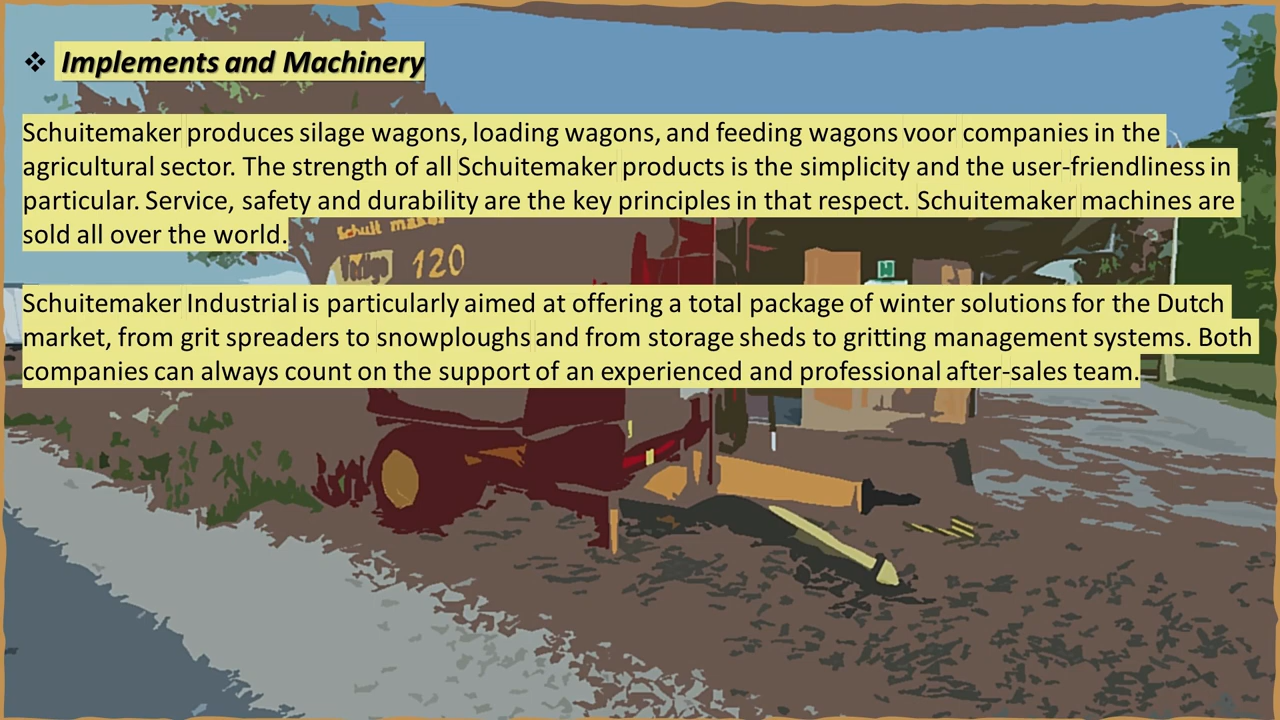 ❖ Implements and Machinery
Schuitemaker produces silage wagons, loading wagons, and feeding wagons voor companies in the
agricultural sector. The strength of all Schuitemaker products is the simplicity and the user-friendliness in
particular. Service, safety and durability are the key principles in that respect. Schuitemaker machines are
sold all over the world.
120
Schuitemaker Industrial is particularly aimed at offering a total package of winter solutions for the Dutch
market, from grit spreaders to snowploughs and from storage sheds to gritting management systems. Both
companies can always count on the support of an experienced and professional after-sales team.